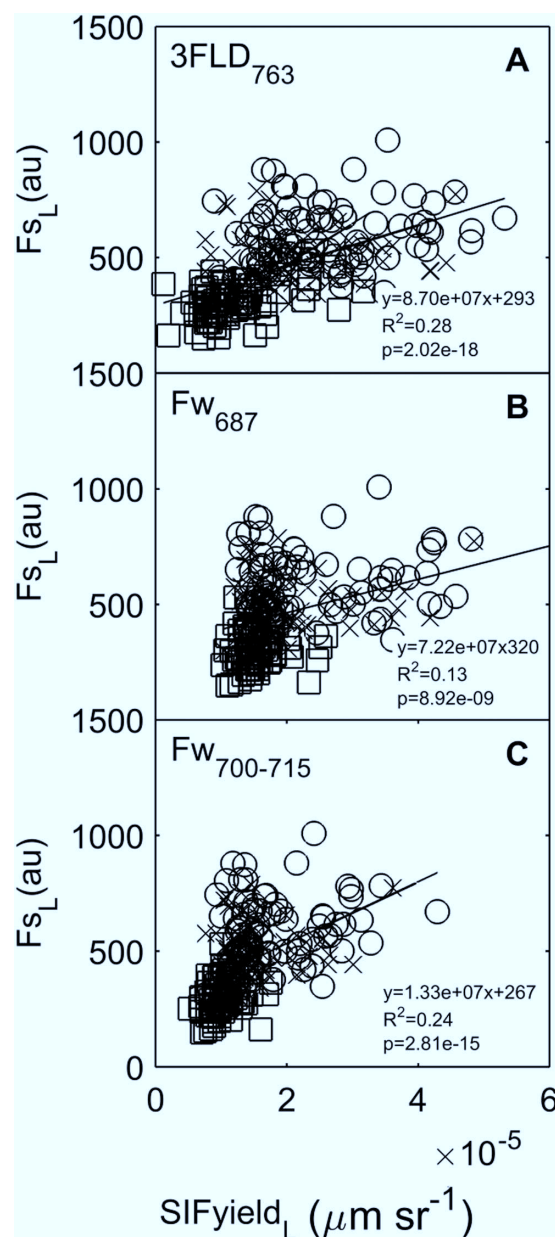 1500
3FLD763
A
1000
FsL(au)
500
y=8.70e+07x+293
R2=0.28
p=2.02e-18
1500
Fw687
B
1000
FsL(au)
500
y=7.22e+07x320
R2=0.13
p=8.92e-09
1500
Fw700-715
C
1000
FsL(au)
500
y=1.33e+07x+267
R2=0.24
p=2.81e-15
0
0 2 4 6
× 10-5
SIFyieldL (μm sr-1)